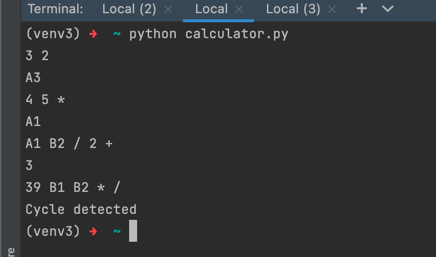 Terminal: Local (2) × Local × Local (3) × +
(venv3) ➜ ~ python calculator.py
3 2
A3
4 5 *
A1
A1 B2 / 2 +
3
39 B1 B2 * /
Cycle detected
(venv3) ➜ ~
re